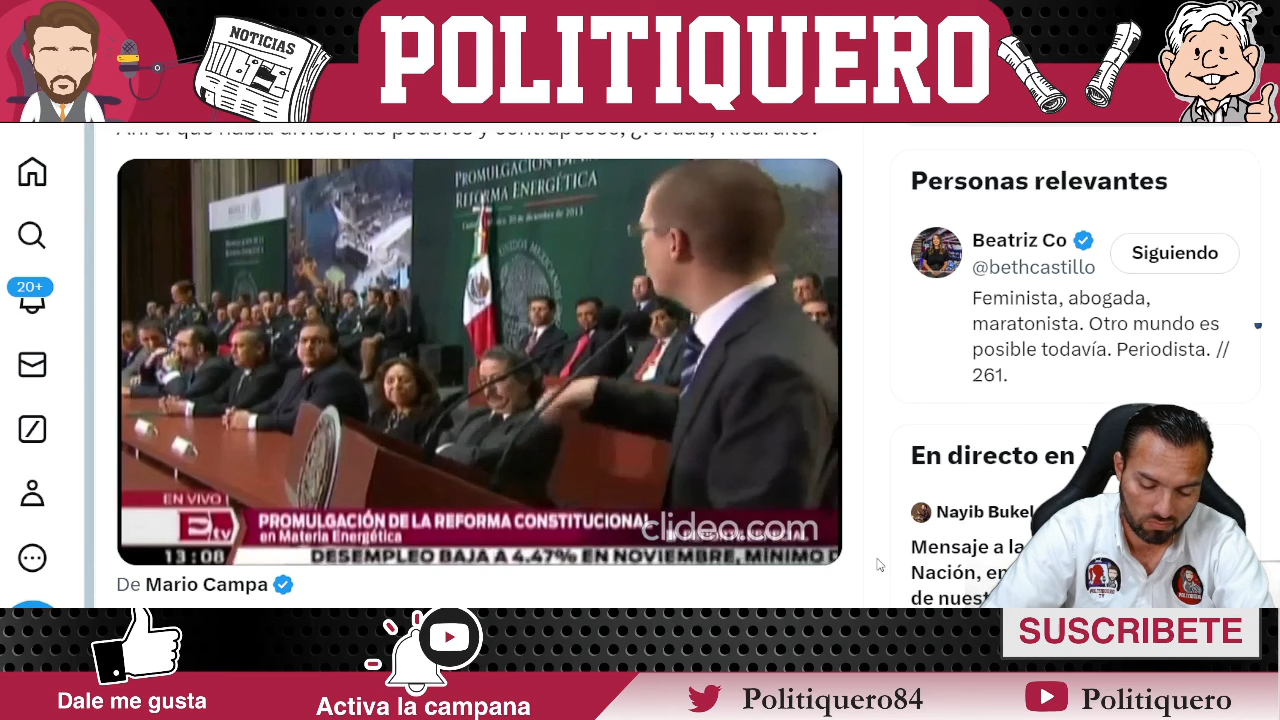 NOTICIAS
POLITIQUERO
Ahí sí que había división de poderes y contrapesos, ¿verdad, Ricardito?
PROMULGACIÓN DE LA
REFORMA ENERGÉTICA
Personas relevantes
Beatriz Co
@bethcastillo
Siguiendo
Feminista, abogada,
maratonista. Otro mundo es
posible todavía. Periodista. //
261.
20+
En directo en
Nayib Bukel
Mensaje a la
Nación, en
de nuest
EN VIVO
tv
PROMULGACIÓN DE LA REFORMA CONSTITUCIONAL
en Materia Energética
clideo.com
13:08
DESEMPLEO BAJA A 4.47% EN NOVIEMBRE, MÍNIMO D
De Mario Campa
POLITIQUERO
SUSCRIBETE
Dale me gusta
Activa la campana
Politiquero84
Politiquero